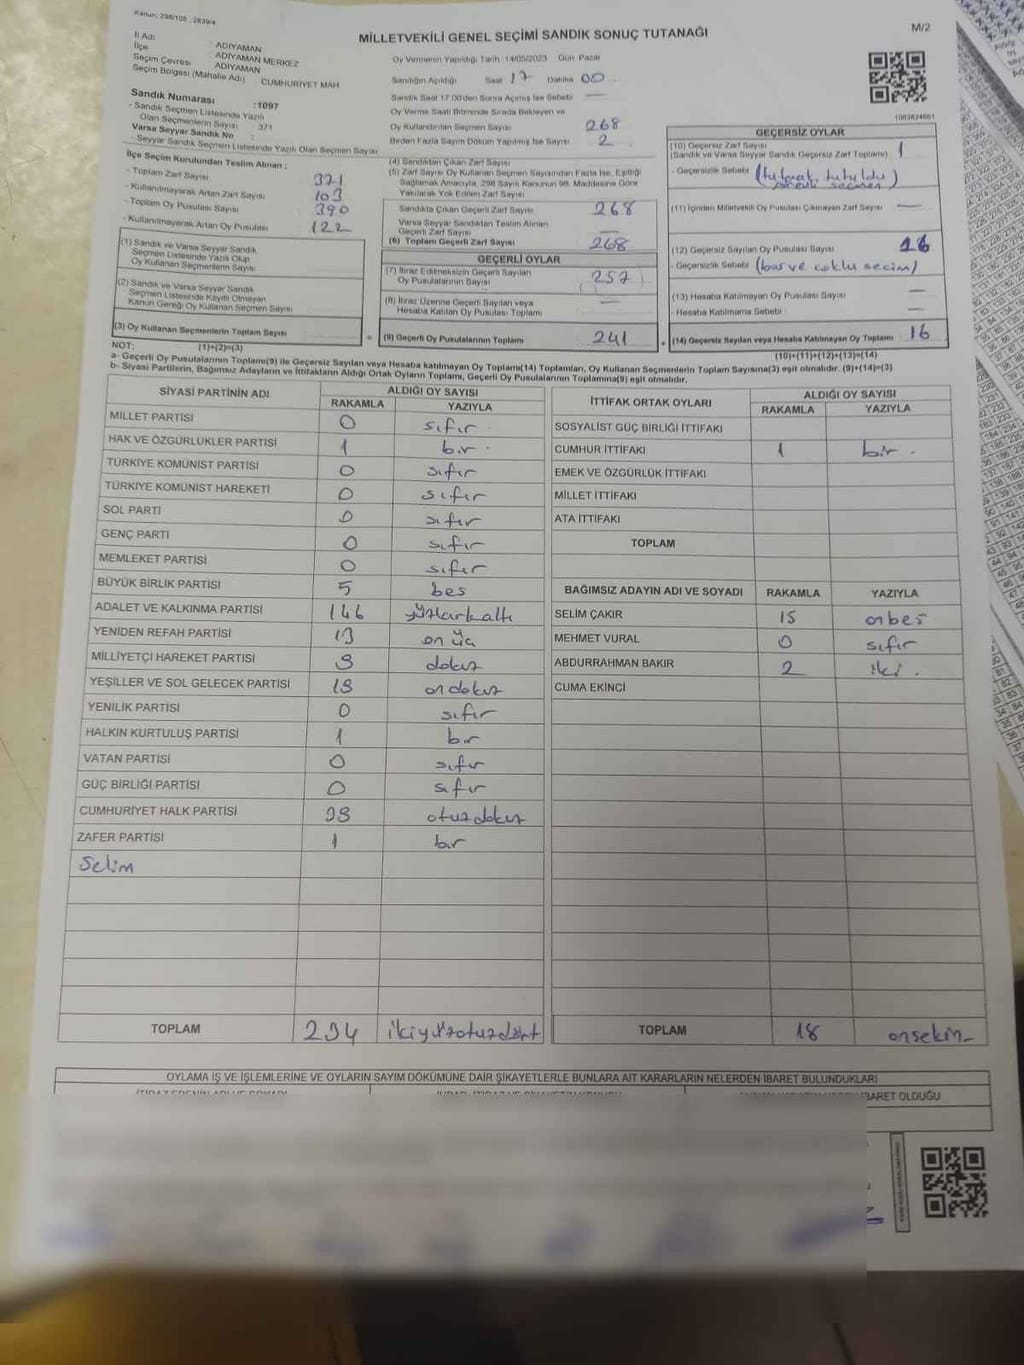 Kanun, 298/105, 2839/4
M/2
MİLLETVEKİLİ GENEL SEÇİMİ SANDIK SONUÇ TUTANAĞI
İli Adı : ADIYAMAN
İlçe : ADIYAMAN MERKEZ
Seçim Çevresi : ADIYAMAN
Seçim Bölgesi (Mahalle Adı) CUMHURİYET MAH
Sandık Numarası :1097
- Sandık Seçmen Listesinde Yazılı
Olan Seçmenlerin Sayısı : 371
Varsa Seyyar Sandık No :
- Seyyar Sandık Seçmen Listesinde Yazılı Olan Seçmen Sayısı
İlçe Seçim Kurulundan Teslim Alınan :
- Toplam Zarf Sayısı 371
- Kullanılmayarak Artan Zarf Sayısı 103
- Toplam Oy Pusulası Sayısı 390
- Kullanılmayarak Artan Oy Pusulası 122
(1) Sandık ve Varsa Seyyar Sandık
Seçmen Listesinde Yazılı Olup
Oy Kullanan Seçmenlerin Sayısı
(2) Sandık ve Varsa Seyyar Sandık
Seçmen Listesinde Kayıtlı Olmayan
Kanun Gereği Oy Kullanan Seçmenlerin Sayısı
(3) Oy Kullanan Seçmenlerin Toplam Sayısı
Oy Vermenin Yapıldığı Tarih 14/05/2023 Gün Pazar
Sandığın Açıldığı Saat 17 Dakika 00
Sandık Saat 17:00'den Sonra Açılmış İse Sebebi —
Oy Verme Saati Bitiminde Sırada Bekleyen ve
Oy Kullandırılan Seçmen Sayısı 268
Birden Fazla Sayım Döküm Yapılmış İse Sayısı 2
(4) Sandıktan Çıkan Zarf Sayısı
(5) Zarf Sayısı Oy Kullanan Seçmen Sayısından Fazla İse, Eşitliği
Sağlamak Amacıyla, 298 Sayılı Kanunun 98. Maddesine Göre
Yakılarak Yok Edilen Zarf Sayısı
Sandıkta Çıkan Geçerli Zarf Sayısı 268
Varsa Seyyar Sandıktan Teslim Alınan
Geçerli Zarf Sayısı —
(6) Toplam Geçerli Zarf Sayısı 268
GEÇERLİ OYLAR
(7) İtiraz Edilmeksizin Geçerli Sayılan
Oy Pusulalarının Sayısı 257
(8) İtiraz Üzerine Geçerli Sayılan veya
Hesaba Katılan Oy Pusulası Toplamı —
= (9) Geçerli Oy Pusulalarının Toplamı 241
1083824661
GEÇERSİZ OYLAR
(10) Geçersiz Zarf Sayısı 1
(Sandık ve Varsa Seyyar Sandık Geçersiz Zarf Toplamı)
- Geçersizlik Sebebi (tutanak tutuldu)
seçmen)
(11) İçinden Milletvekili Oy Pusulası Çıkmayan Zarf Sayısı —
(12) Geçersiz Sayılan Oy Pusulası Sayısı 16
- Geçersizlik Sebebi (bos ve coklu secim)
(13) Hesaba Katılmayan Oy Pusulası Sayısı —
- Hesaba Katılmama Sebebi —
+ (14) Geçersiz Sayılan veya Hesaba Katılmayan Oy Toplamı 16
NOT: (1)+(2)=(3) (10)+(11)+(12)+(13)=(14)
a- Geçerli Oy Pusulalarının Toplamı(9) ile Geçersiz Sayılan veya Hesaba katılmayan Oy Toplamı(14) Toplamları, Oy Kullanan Seçmenlerin Toplam Sayısına(3) eşit olmalıdır. (9)+(14)=(3)
b- Siyasi Partilerin, Bağımsız Adayların ve İttifakların Aldığı Ortak Oyların Toplamı, Geçerli Oy Pusulalarının Toplamına(9) eşit olmalıdır.
SİYASİ PARTİNİN ADI ALDIĞI OY SAYISI
RAKAMLA YAZIYLA
MİLLET PARTİSİ 0 sıfır
HAK VE ÖZGÜRLÜKLER PARTİSİ 1 bir
TÜRKİYE KOMÜNİST PARTİSİ 0 sıfır
TÜRKİYE KOMÜNİST HAREKETİ 0 sıfır
SOL PARTİ 0 sıfır
GENÇ PARTİ 0 sıfır
MEMLEKET PARTİSİ 0 sıfır
BÜYÜK BİRLİK PARTİSİ 5 bes
ADALET VE KALKINMA PARTİSİ 146 yüzkırkaltı
YENİDEN REFAH PARTİSİ 13 on üç
MİLLİYETÇİ HAREKET PARTİSİ 9 dokuz
YEŞİLLER VE SOL GELECEK PARTİSİ 19 on dokuz
YENİLİK PARTİSİ 0 sıfır
HALKIN KURTULUŞ PARTİSİ 1 bir
VATAN PARTİSİ 0 sıfır
GÜÇ BİRLİĞİ PARTİSİ 0 sıfır
CUMHURİYET HALK PARTİSİ 39 otuz dokuz
ZAFER PARTİSİ 1 bir
Selim
TOPLAM 234 ikiyüzotuzdört
İTTİFAK ORTAK OYLARI ALDIĞI OY SAYISI
RAKAMLA YAZIYLA
SOSYALİST GÜÇ BİRLİĞİ İTTİFAKI
CUMHUR İTTİFAKI 1 bir .
EMEK VE ÖZGÜRLÜK İTTİFAKI
MİLLET İTTİFAKI
ATA İTTİFAKI
TOPLAM
BAĞIMSIZ ADAYIN ADI VE SOYADI RAKAMLA YAZIYLA
SELİM ÇAKIR 15 onbeş
MEHMET VURAL 0 sıfır
ABDURRAHMAN BAKIR 2 iki .
CUMA EKİNCİ
TOPLAM 18 onsekiz
OYLAMA İŞ VE İŞLEMLERİNE VE OYLARIN SAYIM DÖKÜMÜNE DAİR ŞİKAYETLERLE BUNLARA AİT KARARLARIN NELERDEN İBARET BULUNDUKLARI
İBARET OLDUĞU